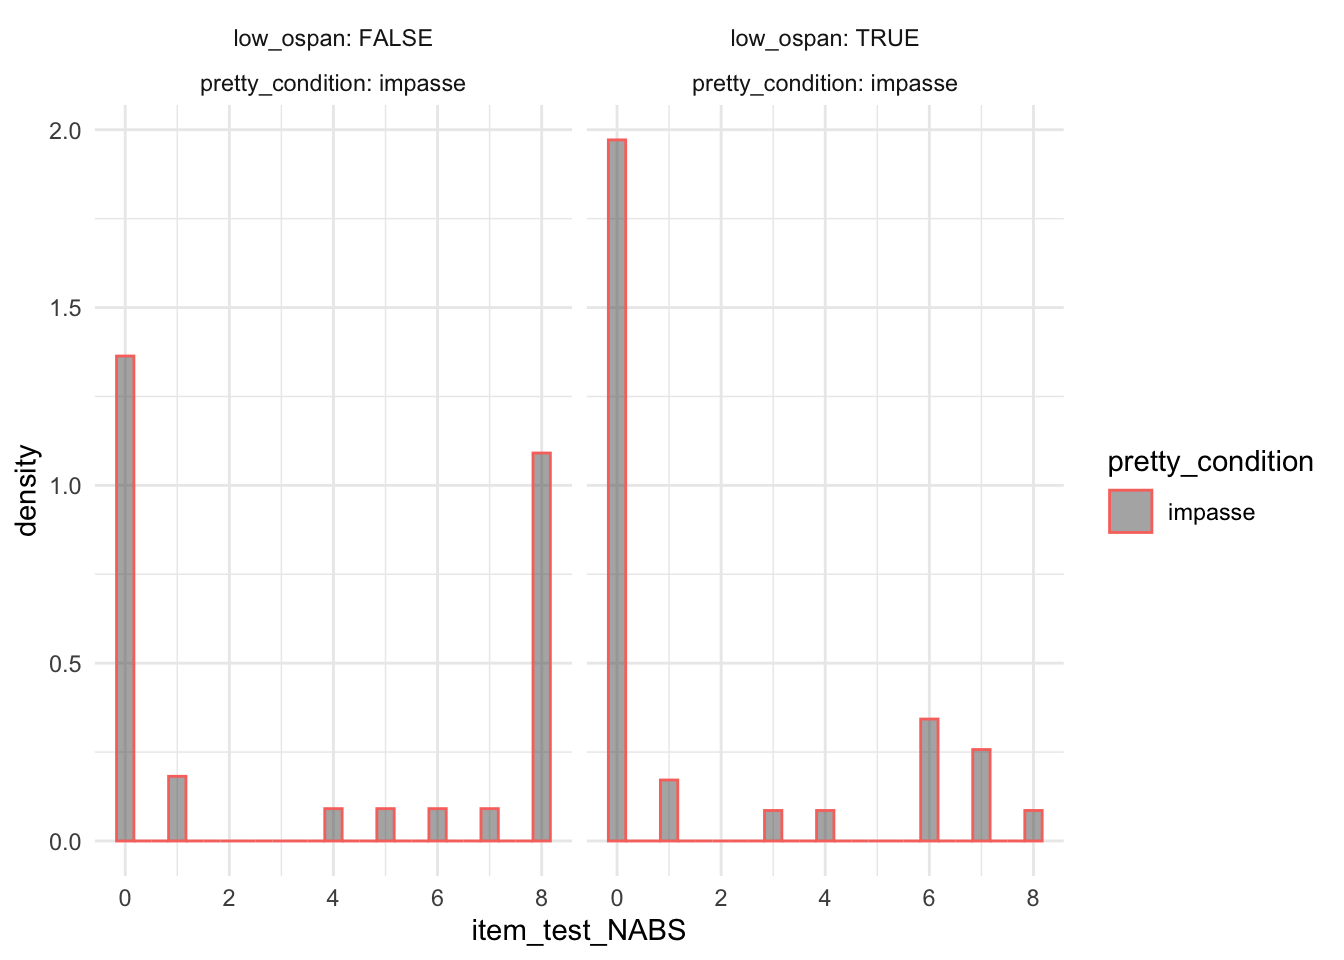 low_ospan: FALSE
low_ospan: TRUE
pretty_condition: impasse
pretty_condition: impasse
2.0
1.5
1.0
0.5
0.0
density
0 2 4 6 8
0 2 4 6 8
item_test_NABS
pretty_condition
impasse